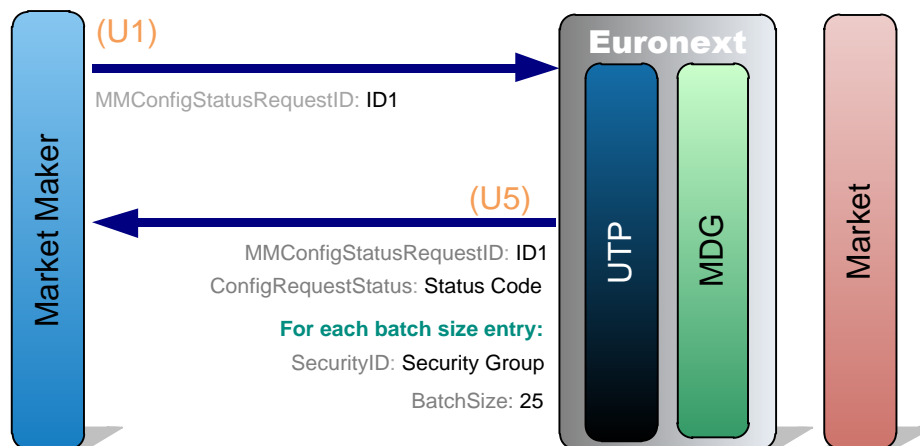 Market Maker
(U1)
MMConfigStatusRequestID: ID1
(U5)
MMConfigStatusRequestID: ID1
ConfigRequestStatus: Status Code
For each batch size entry:
SecurityID: Security Group
BatchSize: 25
Euronext
UTP
MDG
Market